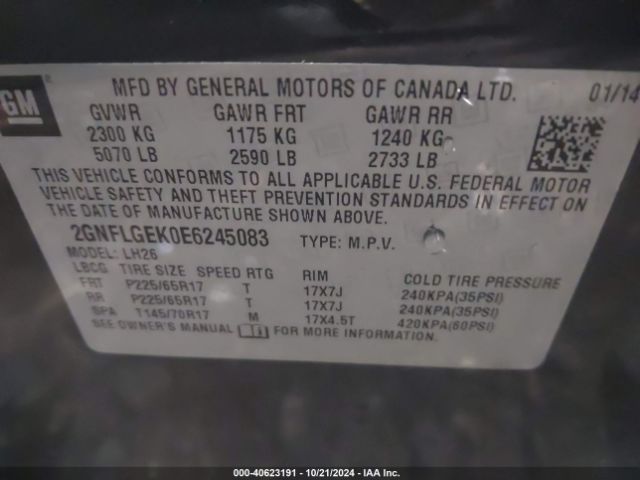 GM ®
MFD BY GENERAL MOTORS OF CANADA LTD. 01/14
GVWR GAWR FRT GAWR RR
2300 KG 1175 KG 1240 KG
5070 LB 2590 LB 2733 LB
THIS VEHICLE CONFORMS TO ALL APPLICABLE U.S. FEDERAL MOTOR
VEHICLE SAFETY AND THEFT PREVENTION STANDARDS IN EFFECT ON
THE DATE OF MANUFACTURE SHOWN ABOVE.
2GNFLGEK0E6245083 TYPE: M.P.V.
MODEL: LH26
LBCG TIRE SIZE SPEED RTG RIM COLD TIRE PRESSURE
FRT P225/65R17 T 17X7J 240KPA(35PSI)
RR P225/65R17 T 17X7J 240KPA(35PSI)
SPA T145/70R17 M 17X4.5T 420KPA(60PSI)
SEE OWNER'S MANUAL FOR MORE INFORMATION.
000-40623191 - 10/21/2024 - IAA Inc.